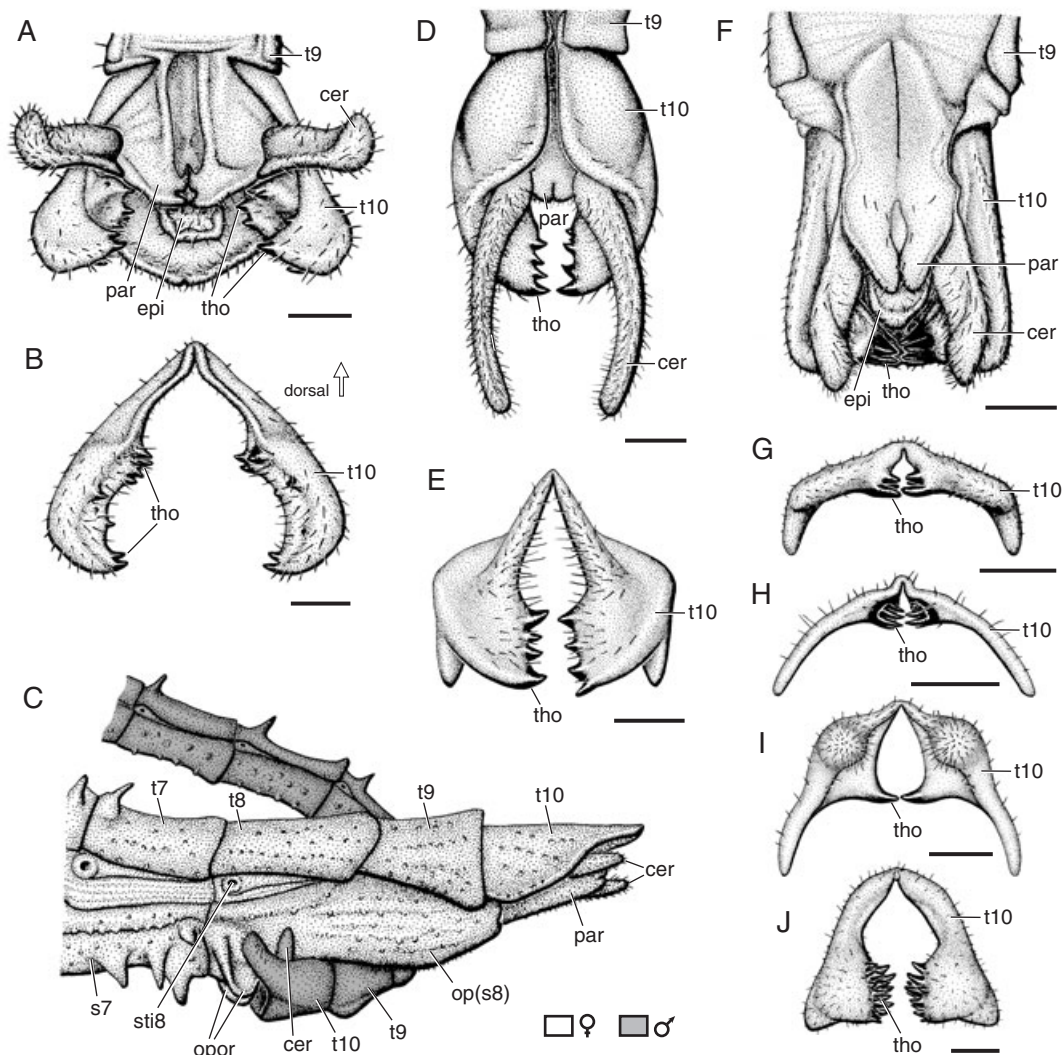 A
t9
cer
t10
par
epi
tho
B
dorsal
t10
tho
C
t7
t8
t9
t10
cer
par
op(s8)
s7
sti8
opor
cer
t10
t9
♀ ♂
D
t10
par
tho
cer
E
t10
tho
F
t9
t10
par
cer
epi
tho
G
t10
tho
H
t10
tho
I
t10
tho
J
t10
tho